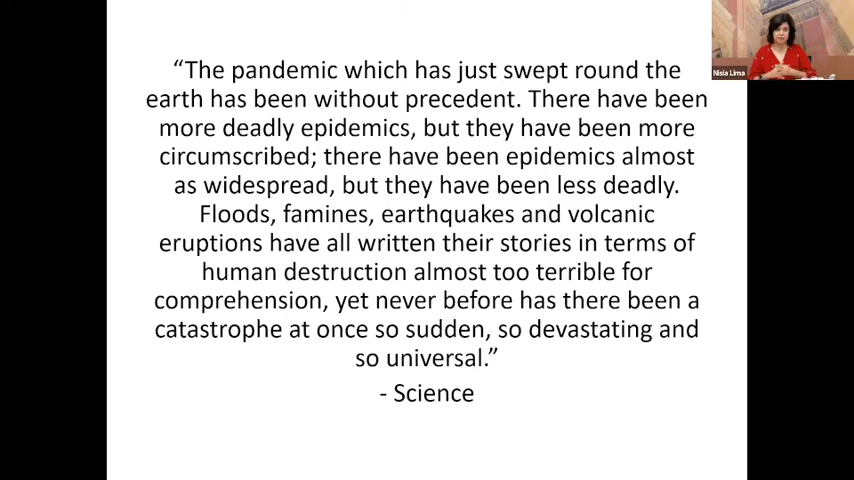 “The pandemic which has just swept round the
earth has been without precedent. There have been
more deadly epidemics, but they have been more
circumscribed; there have been epidemics almost
as widespread, but they have been less deadly.
Floods, famines, earthquakes and volcanic
eruptions have all written their stories in terms of
human destruction almost too terrible for
comprehension, yet never before has there been a
catastrophe at once so sudden, so devastating and
so universal.”
- Science
Nisia Lima